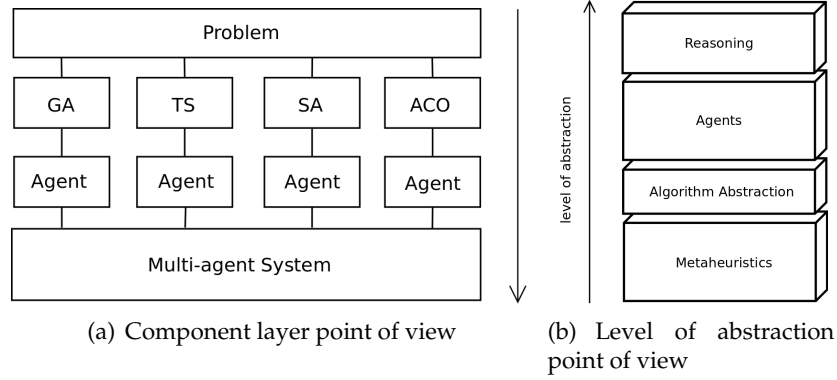 Problem
GA TS SA ACO
Agent Agent Agent Agent
Multi-agent System
(a) Component layer point of view
level of abstraction
Reasoning
Agents
Algorithm Abstraction
Metaheuristics
(b) Level of abstraction
point of view